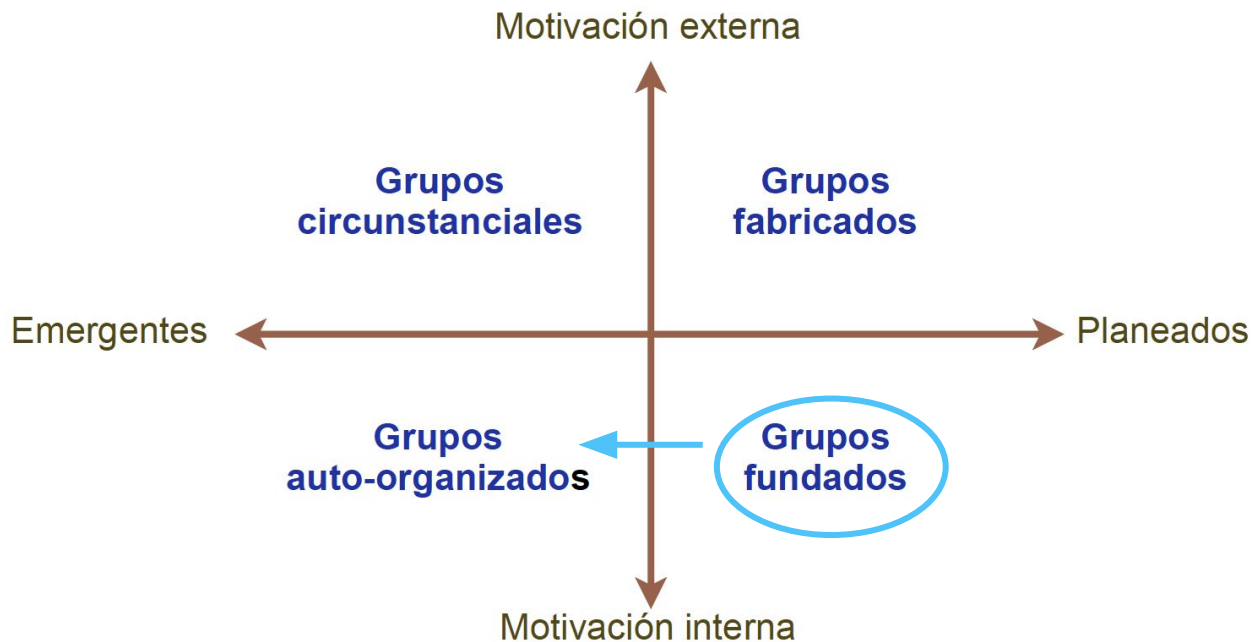 Motivación externa
Grupos
circunstanciales
Grupos
fabricados
Emergentes
Planeados
Grupos
auto-organizados
Grupos
fundados
Motivación interna